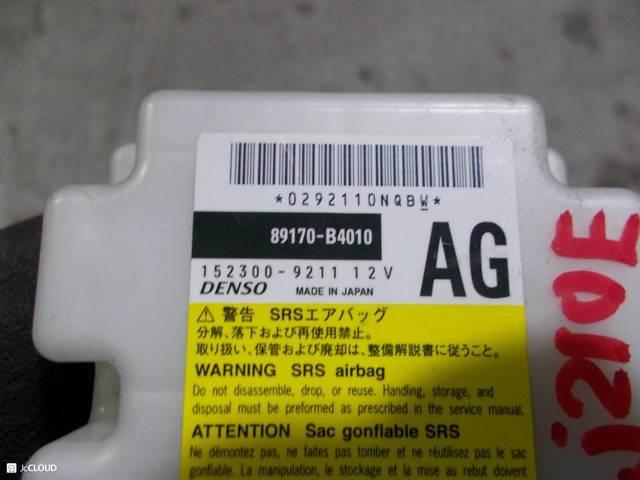 *0292110NQBW*
89170-B4010
AG
152300-9211 12V
DENSO MADE IN JAPAN
⚠ 警告 SRSエアバッグ
分解、落下および再使用禁止。
取り扱い、保管および廃却は、整備解説書に従うこと。
WARNING SRS airbag
Do not disassemble, drop, or reuse. Handling, storage, and
disposal must be preformed as prescribed in the service manual.
ATTENTION Sac gonflable SRS
Ne démontez pas, ne faites pas tomber et ne réutilisez pas le sac
gonflable. La manipulation, le stockage et la mise au rebut doivent
J210E
JcCLOUD